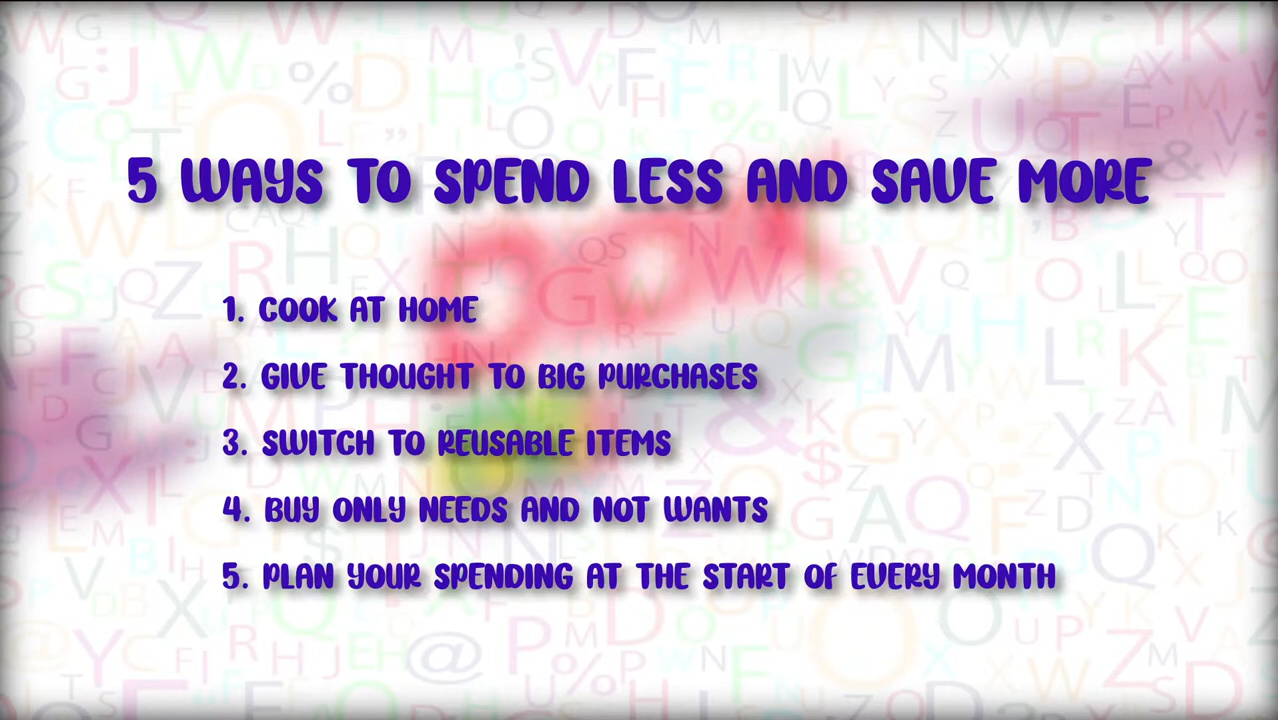 5 WAYS TO SPEND LESS AND SAVE MORE
1. COOK AT HOME
2. GIVE THOUGHT TO BIG PURCHASES
3. SWITCH TO REUSABLE ITEMS
4. BUY ONLY NEEDS AND NOT WANTS
5. PLAN YOUR SPENDING AT THE START OF EVERY MONTH